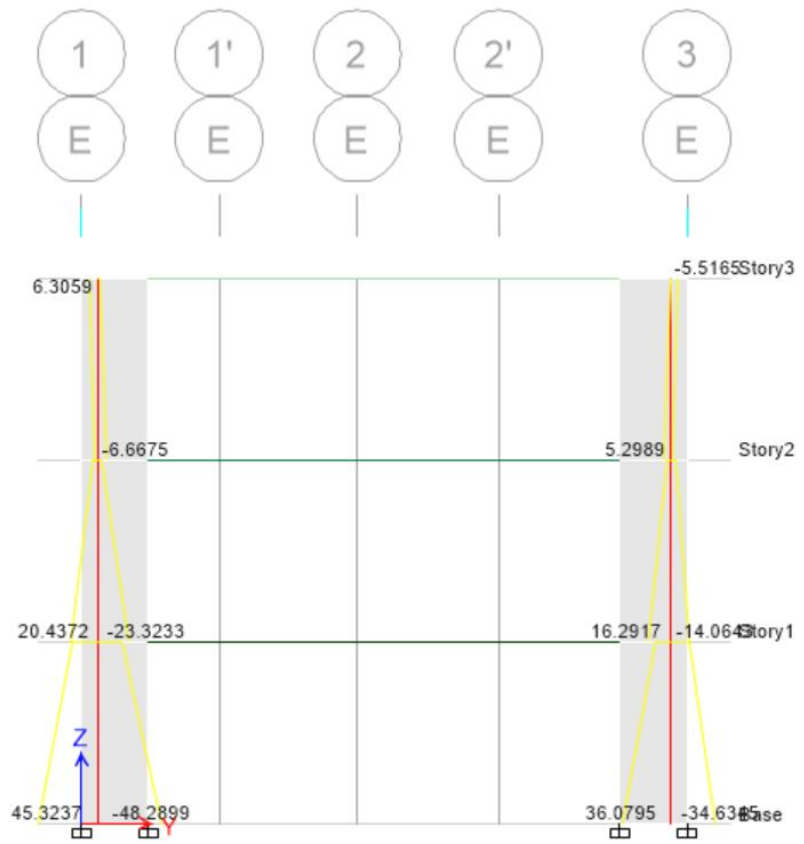 1 1' 2 2' 3
E E E E E
-5.5165 Story3
6.3059
-6.6675 5.2989 Story2
20.4372 -23.3233 16.2917 Story1
Z
45.3237 -48.2899 36.0795 Base
Y